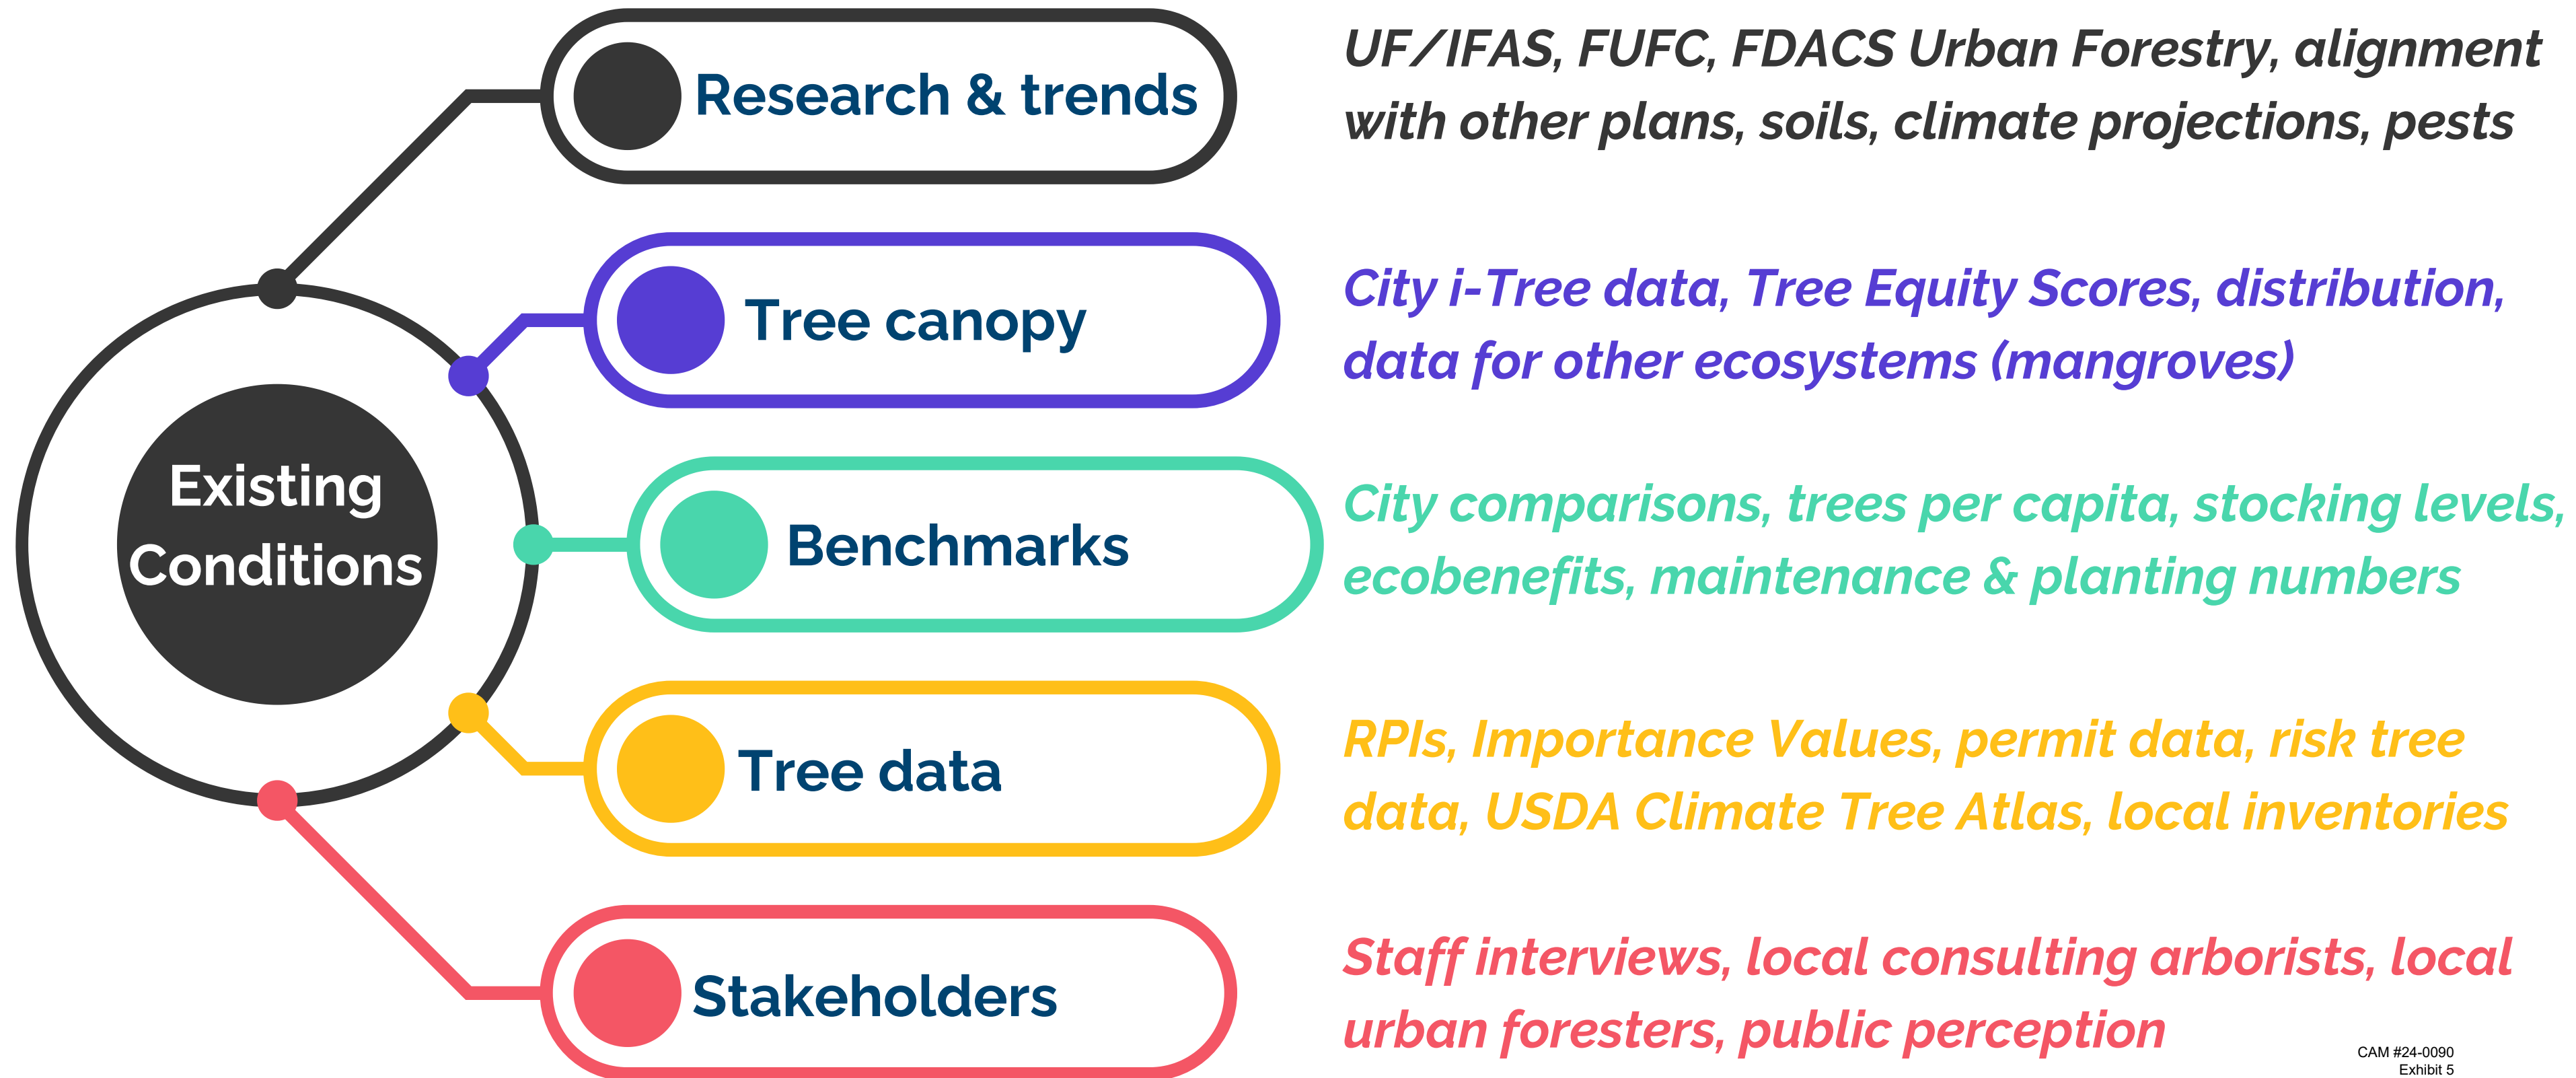 Existing
Conditions
Research & trends
UF/IFAS, FUFC, FDACS Urban Forestry, alignment
with other plans, soils, climate projections, pests
Tree canopy
City i-Tree data, Tree Equity Scores, distribution,
data for other ecosystems (mangroves)
Benchmarks
City comparisons, trees per capita, stocking levels,
ecobenefits, maintenance & planting numbers
Tree data
RPIs, Importance Values, permit data, risk tree
data, USDA Climate Tree Atlas, local inventories
Stakeholders
Staff interviews, local consulting arborists, local
urban foresters, public perception
CAM #24-0090
Exhibit 5